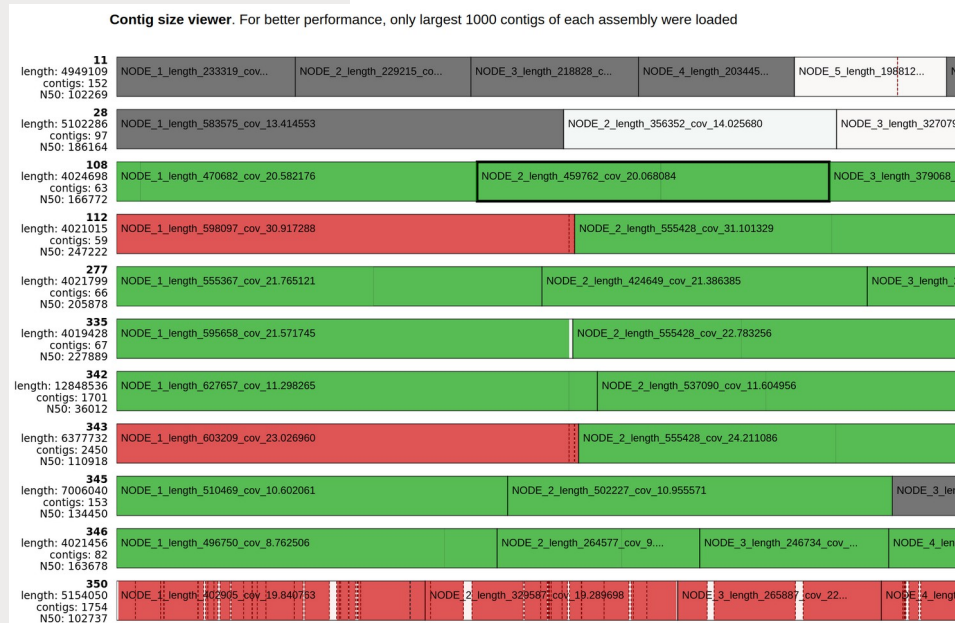 Contig size viewer. For better performance, only largest 1000 contigs of each assembly were loaded
11
length: 4949109
contigs: 152
N50: 102269
NODE_1_length_233319_cov...
NODE_2_length_229215_co...
NODE_3_length_218828_c...
NODE_4_length_203445...
NODE_5_length_198812...
N
28
length: 5102286
contigs: 97
N50: 186164
NODE_1_length_583575_cov_13.414553
NODE_2_length_356352_cov_14.025680
NODE_3_length_327079
108
length: 4024698
contigs: 63
N50: 166772
NODE_1_length_470682_cov_20.582176
NODE_2_length_459762_cov_20.068084
NODE_3_length_379068_
112
length: 4021015
contigs: 59
N50: 247222
NODE_1_length_598097_cov_30.917288
NODE_2_length_555428_cov_31.101329
277
length: 4021799
contigs: 66
N50: 205878
NODE_1_length_555367_cov_21.765121
NODE_2_length_424649_cov_21.386385
NODE_3_length_
335
length: 4019428
contigs: 67
N50: 227889
NODE_1_length_595658_cov_21.571745
NODE_2_length_555428_cov_22.783256
342
length: 12848536
contigs: 1701
N50: 36012
NODE_1_length_627657_cov_11.298265
NODE_2_length_537090_cov_11.604956
343
length: 6377732
contigs: 2450
N50: 110918
NODE_1_length_603209_cov_23.026960
NODE_2_length_555428_cov_24.211086
345
length: 7006040
contigs: 153
N50: 134450
NODE_1_length_510469_cov_10.602061
NODE_2_length_502227_cov_10.955571
NODE_3_ler
346
length: 4021456
contigs: 82
N50: 163678
NODE_1_length_496750_cov_8.762506
NODE_2_length_264577_cov_9....
NODE_3_length_246734_cov_...
NODE_4_len
350
length: 5154050
contigs: 1754
N50: 102737
NODE_1_length_402905_cov_19.840763
NODE_2_length_329587_cov_19.289698
NODE_3_length_265887_cov_22...
NODE_4_lengt